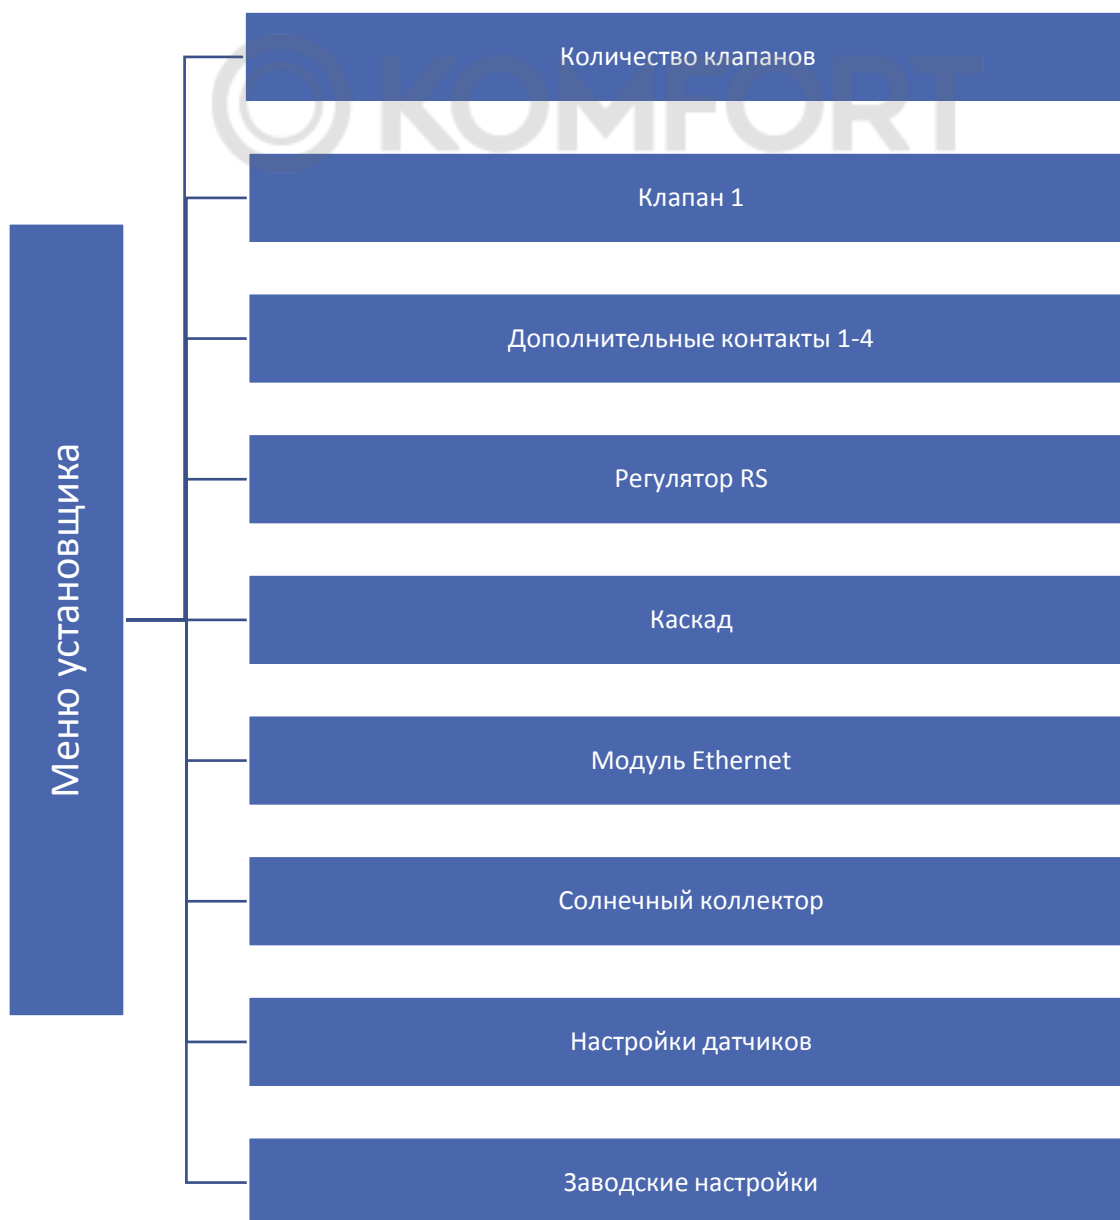 Количество клапанов
KOMFORT
Клапан 1
Дополнительные контакты 1-4
Регулятор RS
Каскад
Модуль Ethernet
Солнечный коллектор
Настройки датчиков
Заводские настройки
Меню установщика